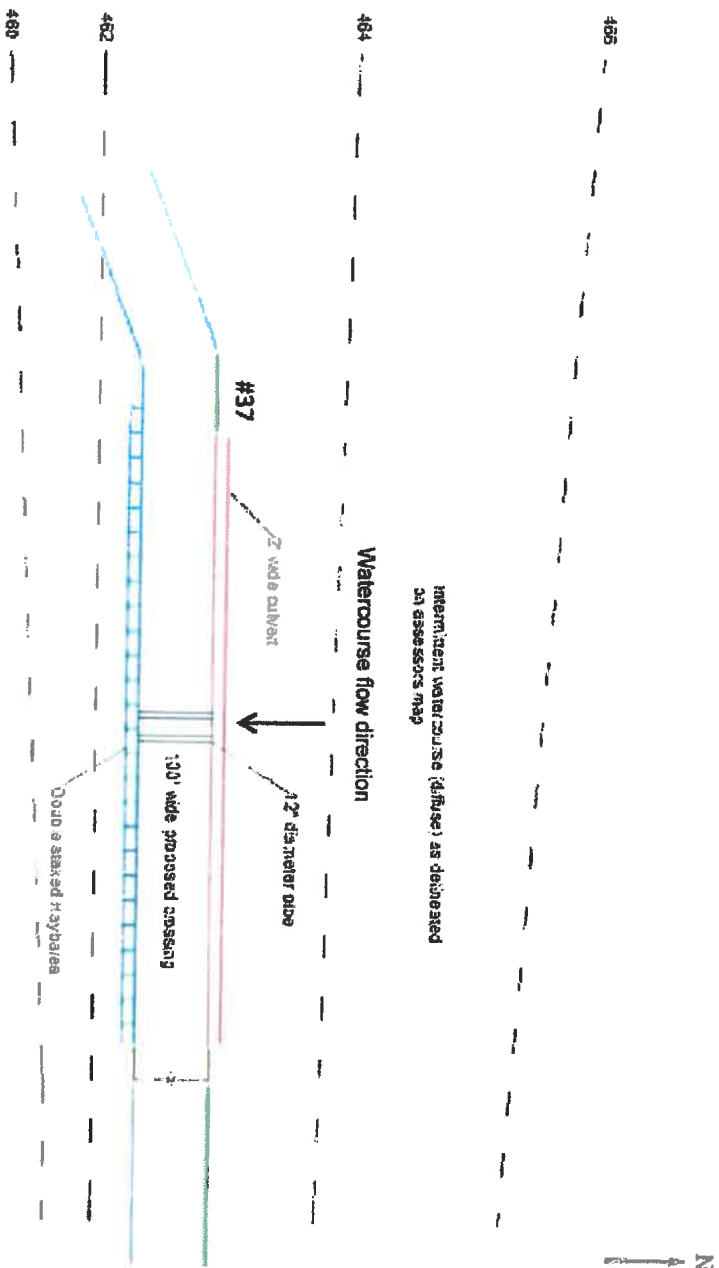 466
464
462
460
intermittent watercourse (diffuse) as delineated
on assessors map
Watercourse flow direction
#37
2' wide culvert
12" diameter pipe
100' wide proposed crossing
Double staked Haybales
N